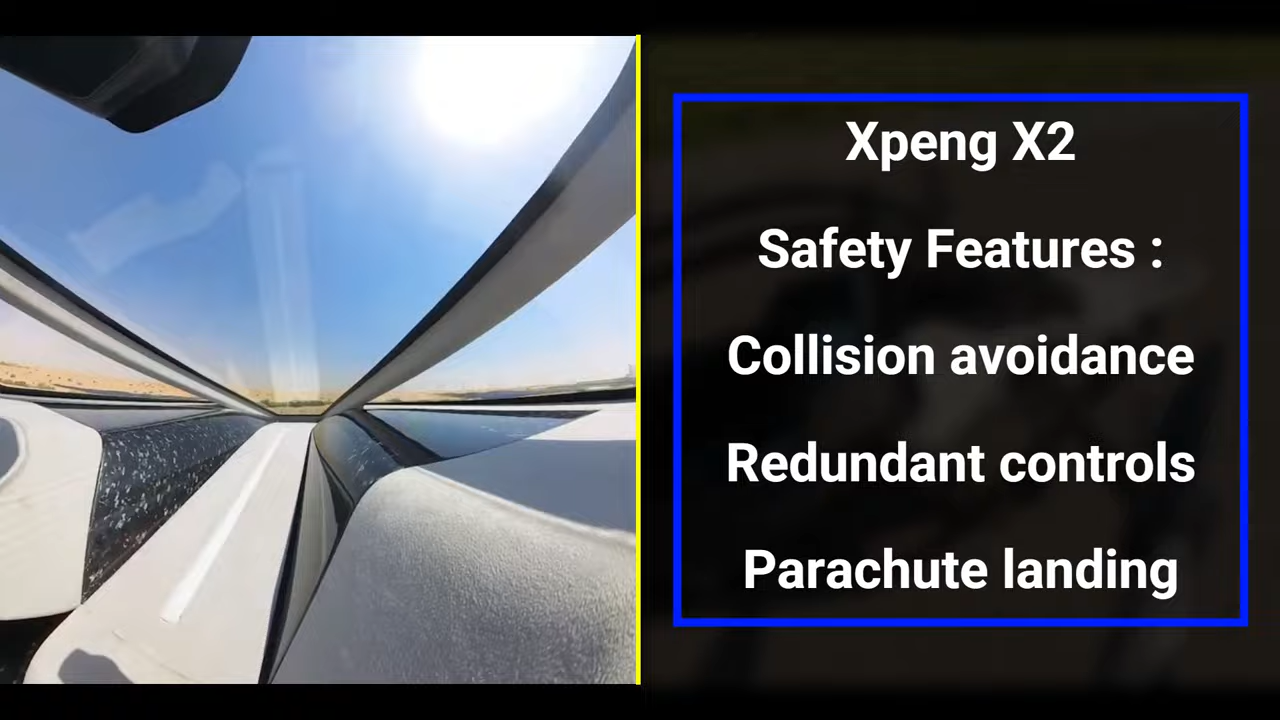 Xpeng X2
Safety Features :
Collision avoidance
Redundant controls
Parachute landing